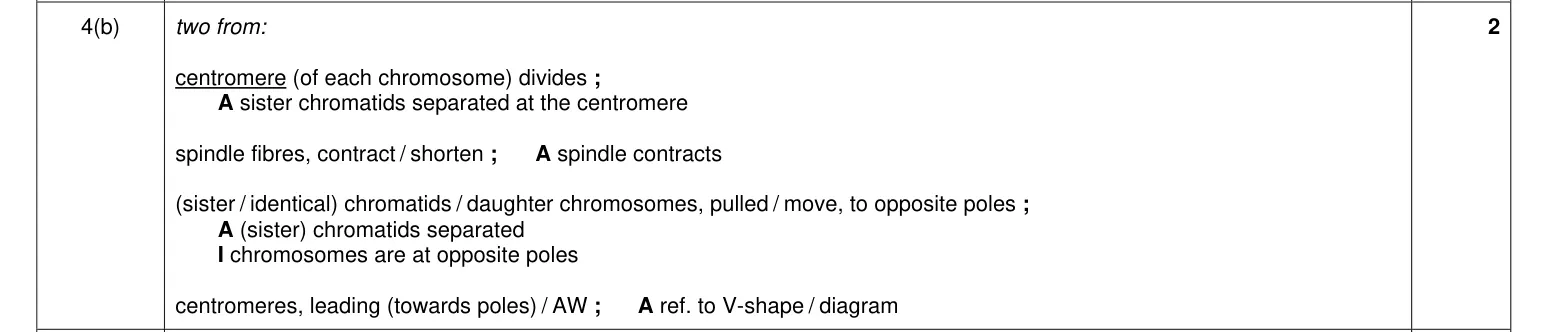 4(b) two from: 2
centromere (of each chromosome) divides ;
A sister chromatids separated at the centromere
spindle fibres, contract / shorten ; A spindle contracts
(sister / identical) chromatids / daughter chromosomes, pulled / move, to opposite poles ;
A (sister) chromatids separated
I chromosomes are at opposite poles
centromeres, leading (towards poles) / AW ; A ref. to V-shape / diagram